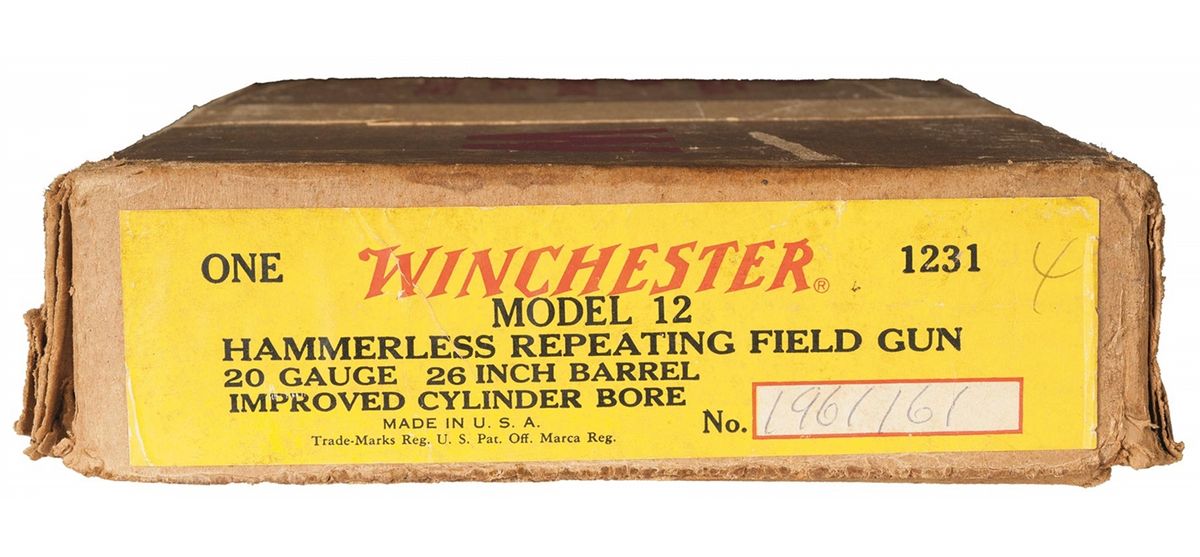 ONE WINCHESTER® 1231 4
MODEL 12
HAMMERLESS REPEATING FIELD GUN
20 GAUGE 26 INCH BARREL
IMPROVED CYLINDER BORE
MADE IN U. S. A.
No. 1961161
Trade-Marks Reg. U. S. Pat. Off. Marca Reg.